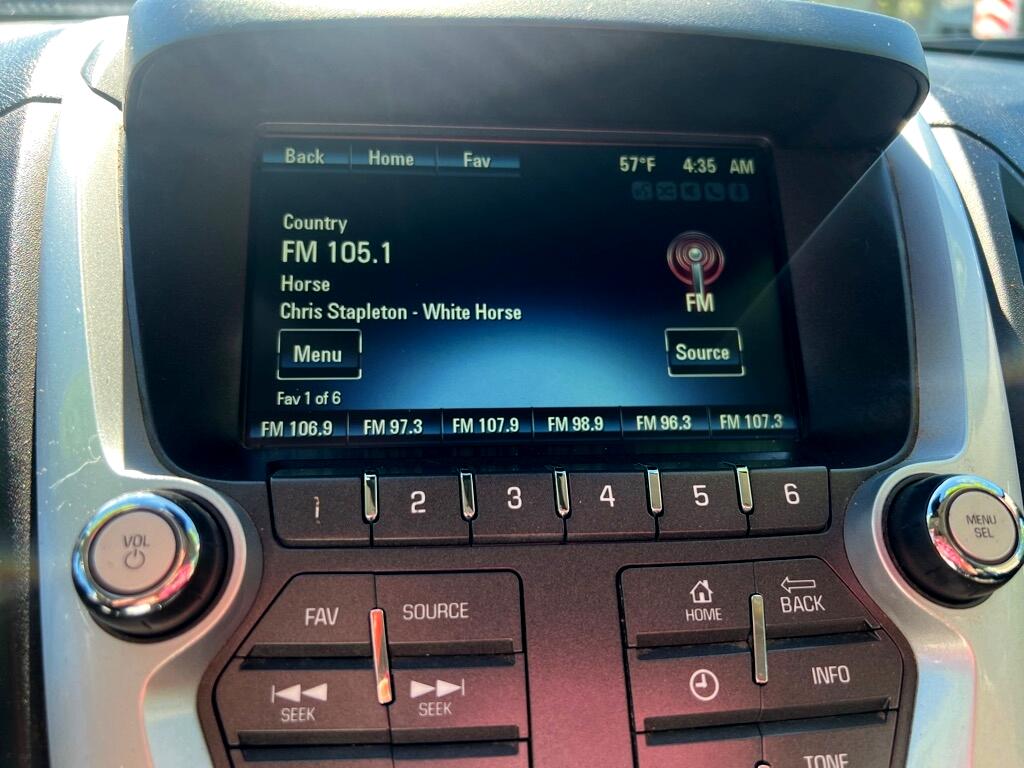 Back Home Fav 57°F 4:35 AM
Country
FM 105.1
Horse
Chris Stapleton - White Horse
FM
Menu
Source
Fav 1 of 6
FM 106.9 FM 97.3 FM 107.9 FM 98.9 FM 96.3 FM 107.3
1 2 3 4 5 6
VOL
MENU
SEL
FAV SOURCE
HOME
BACK
SEEK SEEK
INFO
TONE